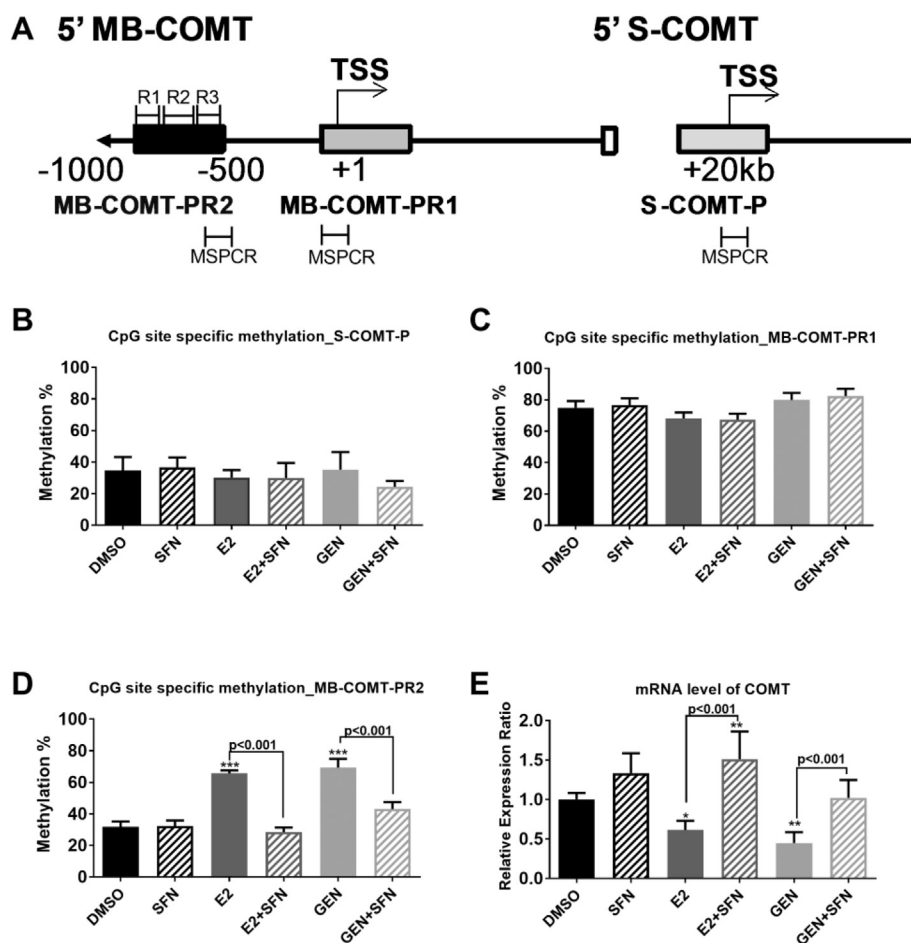 A 5' MB-COMT 5' S-COMT
TSS TSS
R1 R2 R3
-1000 -500 +1 +20kb
MB-COMT-PR2 MB-COMT-PR1 S-COMT-P
MSPCR MSPCR MSPCR
B
CpG site specific methylation_S-COMT-P
Methylation %
100
80
60
40
20
0
DMSO SFN E2 E2+SFN GEN GEN+SFN
C
CpG site specific methylation_MB-COMT-PR1
Methylation %
100
80
60
40
20
0
DMSO SFN E2 E2+SFN GEN GEN+SFN
D
CpG site specific methylation_MB-COMT-PR2
Methylation %
100
80
60
40
20
0
p<0.001 p<0.001
*** ***
DMSO SFN E2 E2+SFN GEN GEN+SFN
E
mRNA level of COMT
Relative Expression Ratio
2.0
1.5
1.0
0.5
0.0
p<0.001
**
p<0.001
* **
DMSO SFN E2 E2+SFN GEN GEN+SFN